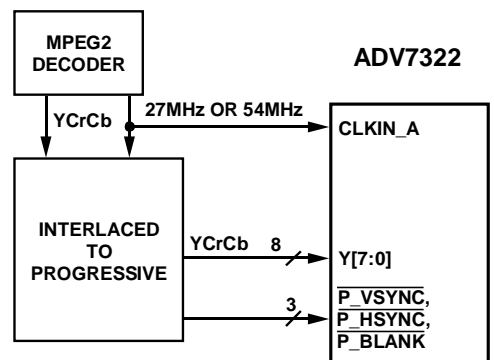 MPEG2
DECODER
ADV7322
YCrCb
27MHz OR 54MHz
CLKIN_A
INTERLACED
TO
PROGRESSIVE
YCrCb 8
Y[7:0]
3
P_VSYNC,
P_HSYNC,
P_BLANK